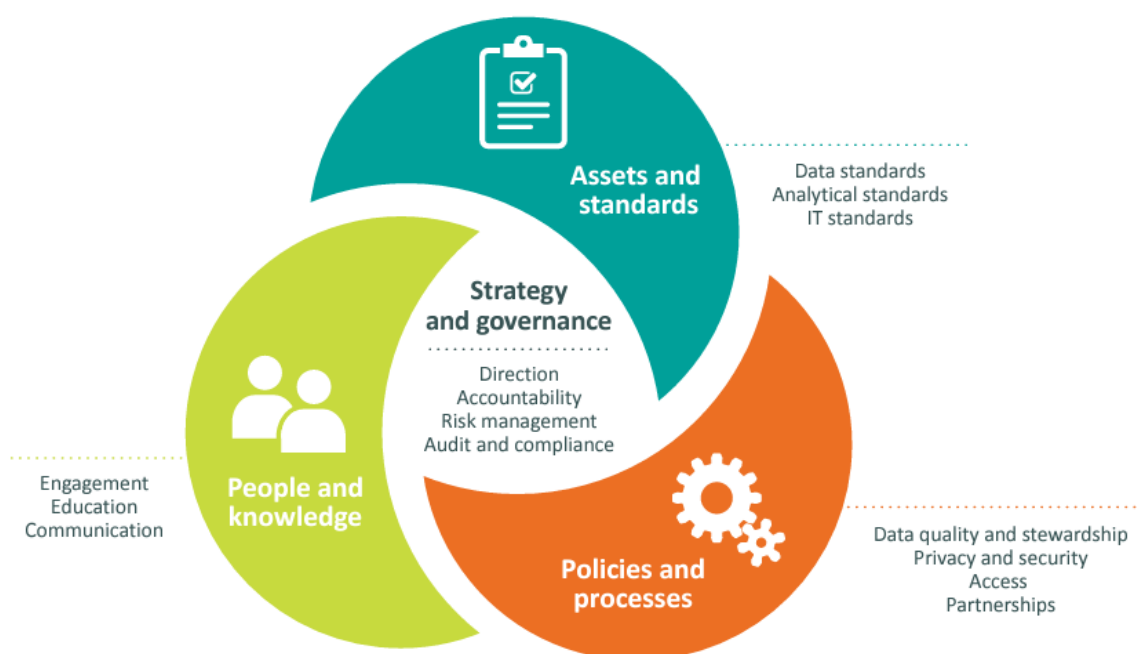 Assets and
standards
Data standards
Analytical standards
IT standards
Strategy
and governance
Direction
Accountability
Risk management
Audit and compliance
People and
knowledge
Engagement
Education
Communication
Policies and
processes
Data quality and stewardship
Privacy and security
Access
Partnerships